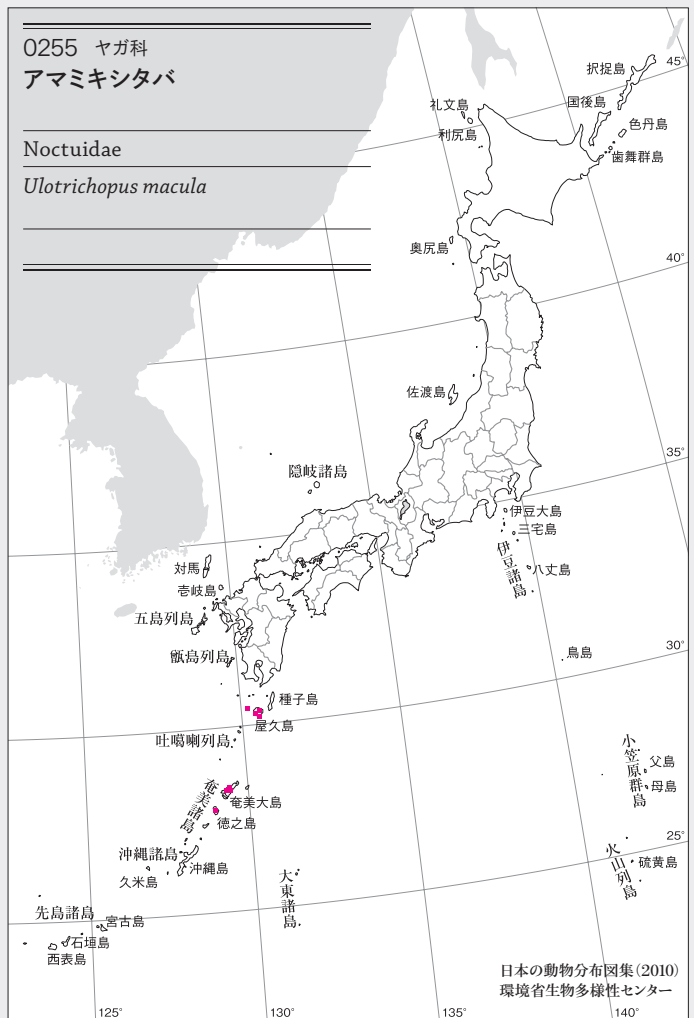 0255 ヤガ科
アマミキシタバ
Noctuidae
Ulotrichopus macula
45°
択捉島
国後島
礼文島
色丹島
利尻島
歯舞群島
奥尻島
40°
佐渡島
35°
隠岐諸島
伊豆大島
三宅島
伊豆諸島
八丈島
対馬
壱岐島
五島列島
甑島列島
鳥島
30°
種子島
屋久島
吐噶喇列島
小笠原群島
父島
母島
奄美諸島
奄美大島
徳之島
25°
沖縄諸島
沖縄島
久米島
火山列島
硫黄島
大東諸島
先島諸島
宮古島
石垣島
西表島
日本の動物分布図集(2010)
環境省生物多様性センター
125°
130°
135°
140°